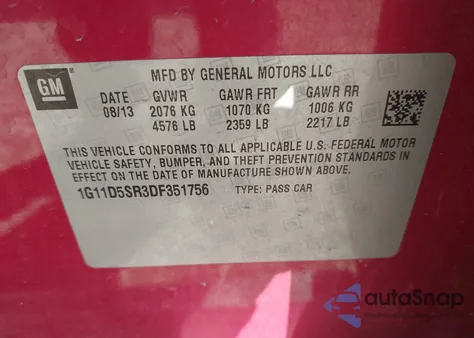 GM
MFD BY GENERAL MOTORS LLC
DATE GVWR GAWR FRT GAWR RR
08/13 2076 KG 1070 KG 1006 KG
4576 LB 2359 LB 2217 LB
THIS VEHICLE CONFORMS TO ALL APPLICABLE U.S. FEDERAL MOTOR
VEHICLE SAFETY, BUMPER, AND THEFT PREVENTION STANDARDS IN
EFFECT ON THE DATE OF MANUFACTURE SHOWN ABOVE.
1G11D5SR3DF351756 TYPE: PASS CAR
autoSnap